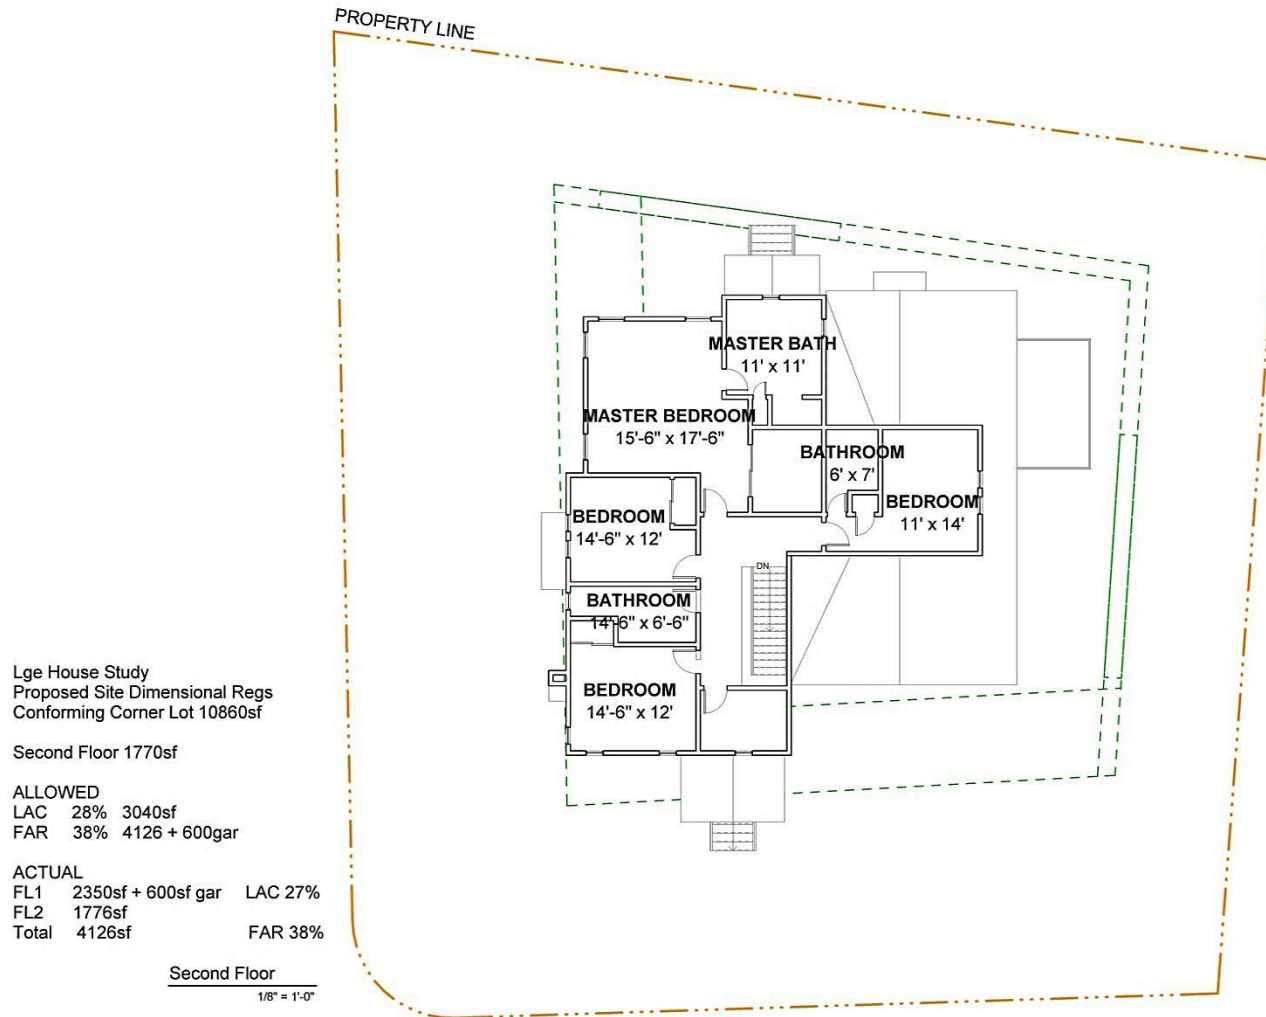 PROPERTY LINE
MASTER BATH
11' x 11'
MASTER BEDROOM
15'-6" x 17'-6"
BATHROOM
6' x 7'
BEDROOM
11' x 14'
BEDROOM
14'-6" x 12'
DN
BATHROOM
14'-6" x 6'-6"
BEDROOM
14'-6" x 12'
Lge House Study
Proposed Site Dimensional Regs
Conforming Corner Lot 10860sf
Second Floor 1770sf
ALLOWED
LAC 28% 3040sf
FAR 38% 4126 + 600gar
ACTUAL
FL1 2350sf + 600sf gar LAC 27%
FL2 1776sf
Total 4126sf FAR 38%
Second Floor
1/8" = 1'-0"